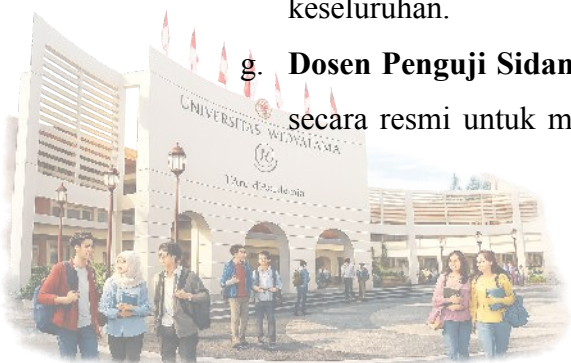 keseluruhan.
g. Dosen Penguji Sidan
secara resmi untuk m
UNIVERSITAS WIDYALAMA